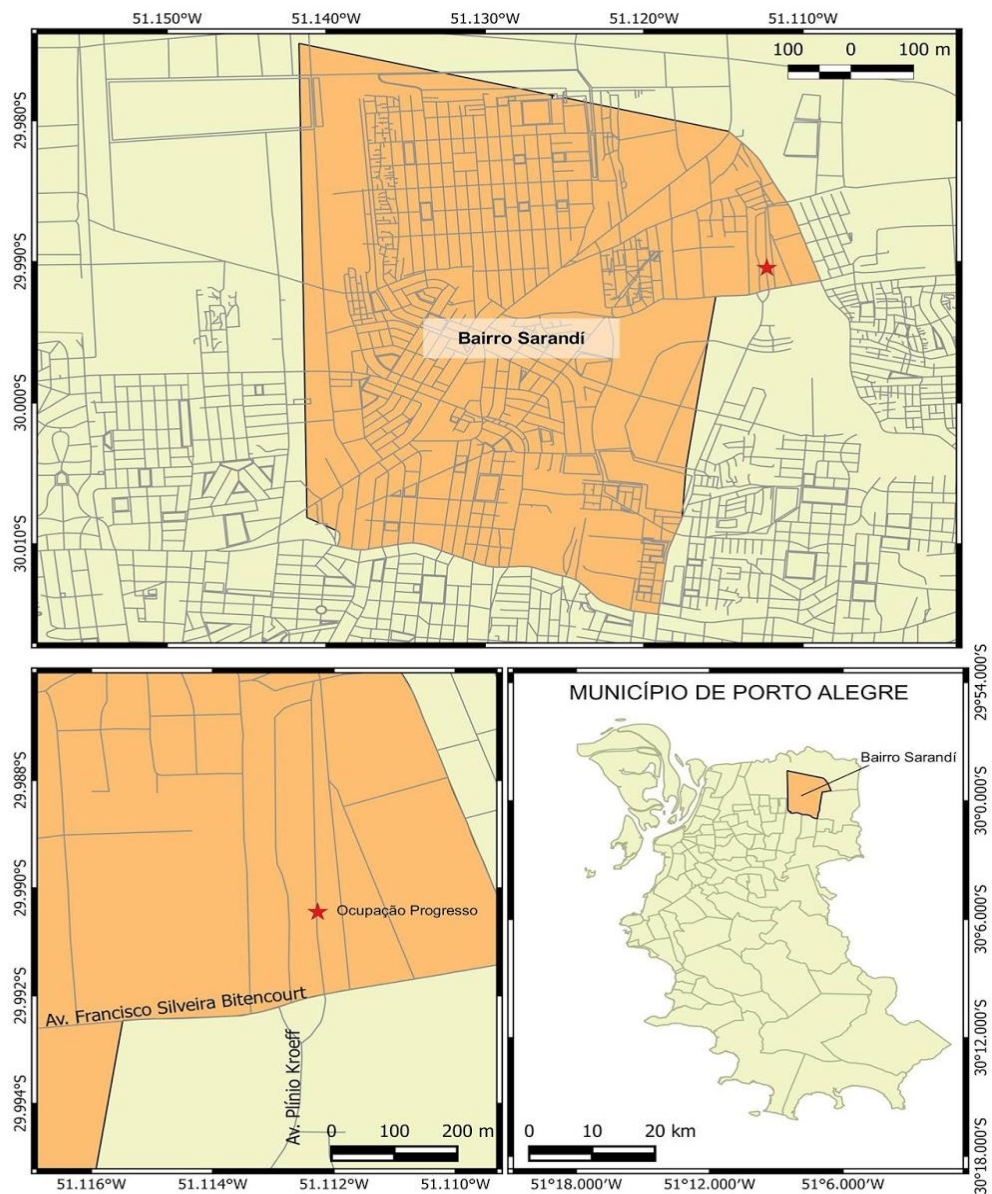 51.150°W 51.140°W 51.130°W 51.120°W 51.110°W
100 0 100 m
29.980°S
29.990°S
30.000°S
30.010°S
Bairro Sarandí
29.988°S
29.990°S
29.992°S
29.994°S
Ocupação Progresso
Av. Francisco Silveira Bitencourt
Av. Plínio Kroeff
0 100 200 m
51.116°W 51.114°W 51.112°W 51.110°W
MUNICÍPIO DE PORTO ALEGRE
Bairro Sarandí
29°54.000'S
30°0.000'S
30°6.000'S
30°12.000'S
30°18.000'S
0 10 20 km
51°18.000'W 51°12.000'W 51°6.000'W